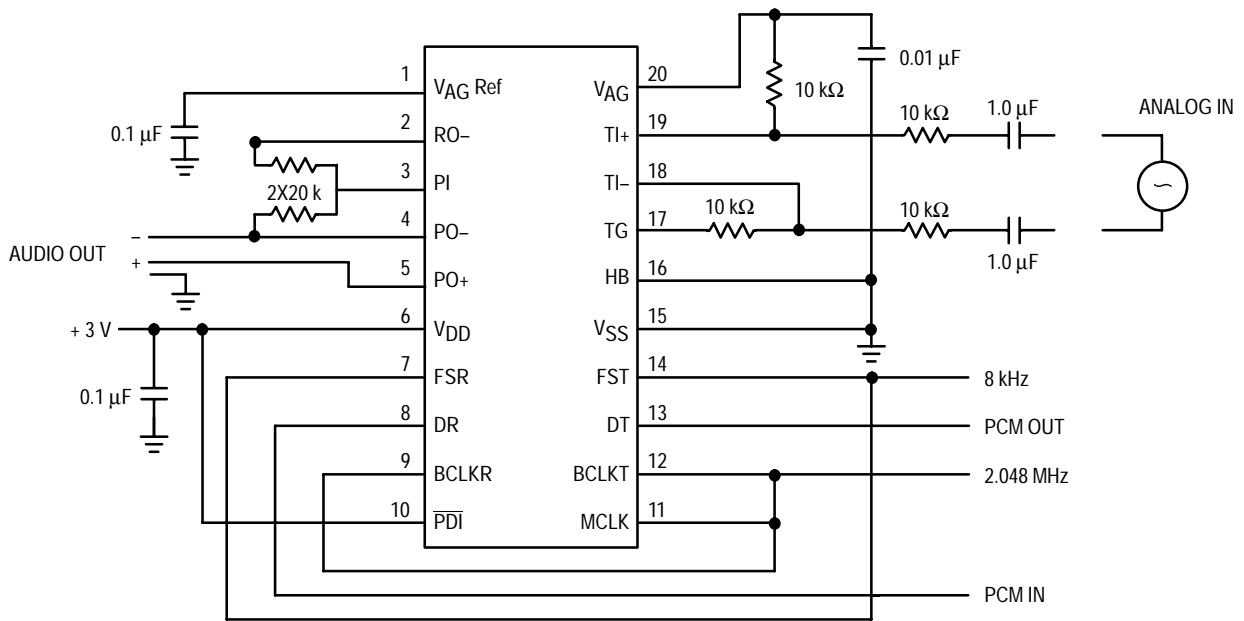 1
VAG Ref
0.1 μF
2
RO–
3
PI
2X20 k
4
PO–
–
AUDIO OUT
+
5
PO+
+ 3 V
6
VDD
7
FSR
0.1 μF
8
DR
9
BCLKR
10
PDI
20
VAG
0.01 μF
10 kΩ
19
TI+
10 kΩ
1.0 μF
ANALOG IN
~
18
TI–
17
TG
10 kΩ
10 kΩ
1.0 μF
16
HB
15
VSS
14
FST
8 kHz
13
DT
PCM OUT
12
BCLKT
2.048 MHz
11
MCLK
PCM IN